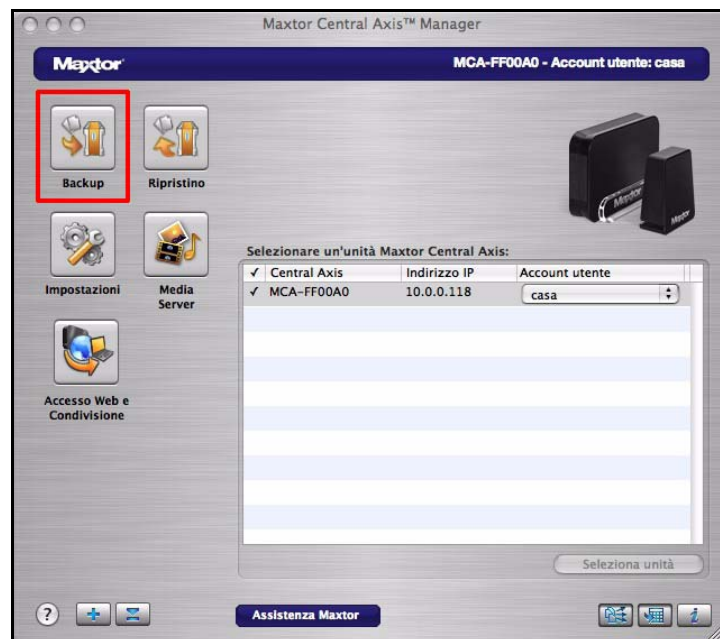 Maxtor Central Axis™ Manager
Maxtor
MCA-FF00A0 - Account utente: casa
Backup
Ripristino
Maxtor
Maxtor
Impostazioni
Media
Server
Accesso Web e
Condivisione
Selezionare un'unità Maxtor Central Axis:
✓ Central Axis Indirizzo IP Account utente
✓ MCA-FF00A0 10.0.0.118 casa
Seleziona unità
? Assistenza Maxtor i